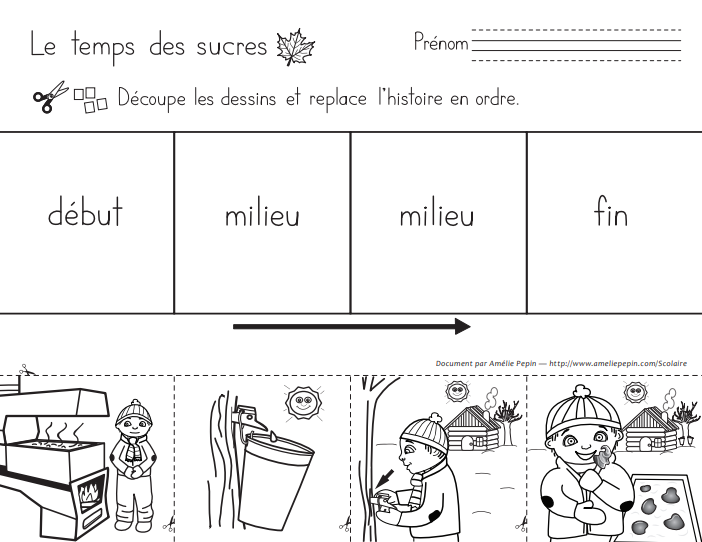 Le temps des sucres
Prénom
Découpe les dessins et replace l'histoire en ordre.
début
milieu
milieu
fin
Document par Amélie Pepin — http://www.ameliepepin.com/Scolaire